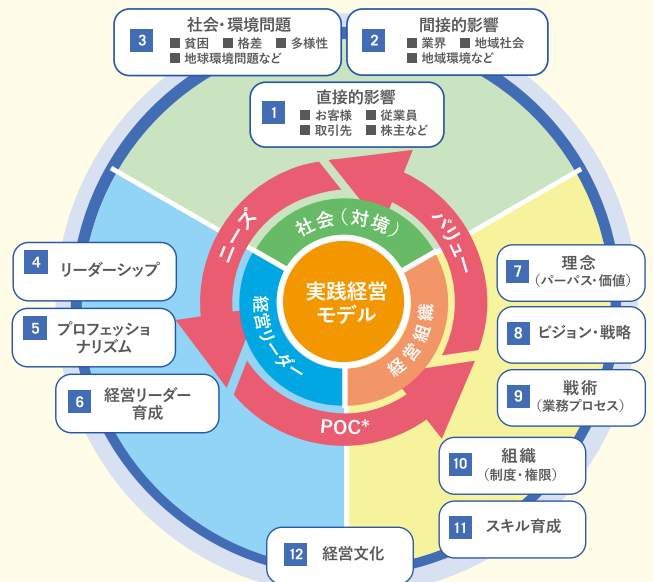 3
社会・環境問題
■ 貧困 ■ 格差 ■ 多様性
■ 地球環境問題など
2
間接的影響
■ 業界 ■ 地域社会
■ 地域環境など
1
直接的影響
■ お客様 ■ 従業員
■ 取引先 ■ 株主など
ニーズ
社会（対境）
バリュー
実践経営
モデル
経営リーダー
経営組織
POC*
4
リーダーシップ
5
プロフェッショ
ナリズム
6
経営リーダー
育成
7
理念
（パーパス・価値）
8
ビジョン・戦略
9
戦術
（業務プロセス）
10
組織
（制度・権限）
11
スキル育成
12
経営文化